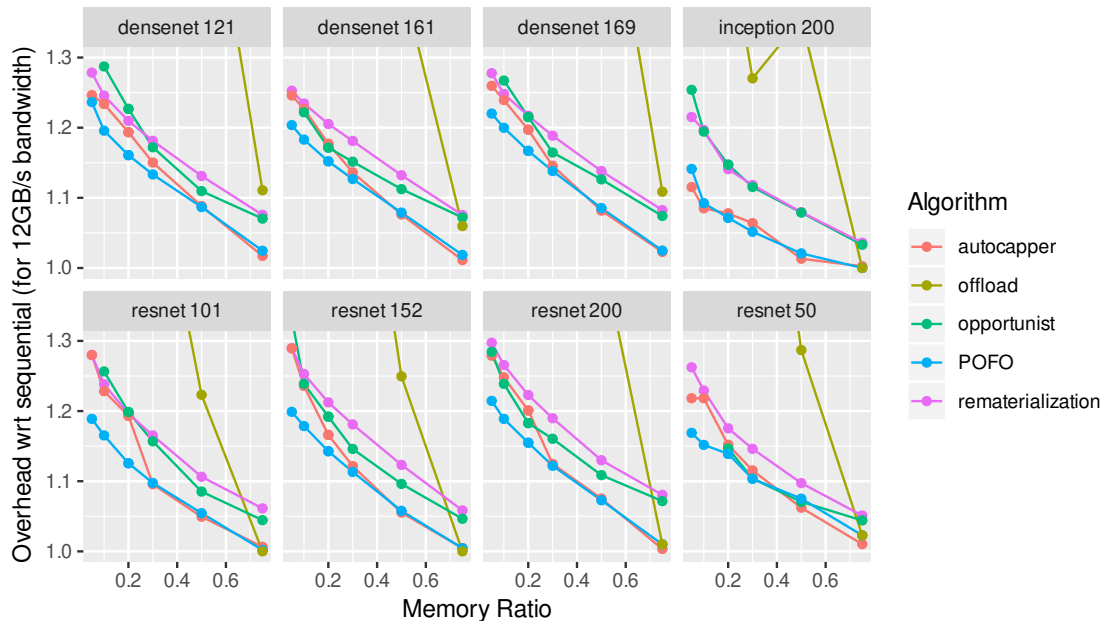 densenet 121 densenet 161 densenet 169 inception 200
1.3
1.2
1.1
1.0
resnet 101 resnet 152 resnet 200 resnet 50
1.3
1.2
1.1
1.0
0.2 0.4 0.6 0.2 0.4 0.6 0.2 0.4 0.6 0.2 0.4 0.6
Memory Ratio
Overhead wrt sequential (for 12GB/s bandwidth)
Algorithm
autocapper
offload
opportunist
POFO
rematerialization